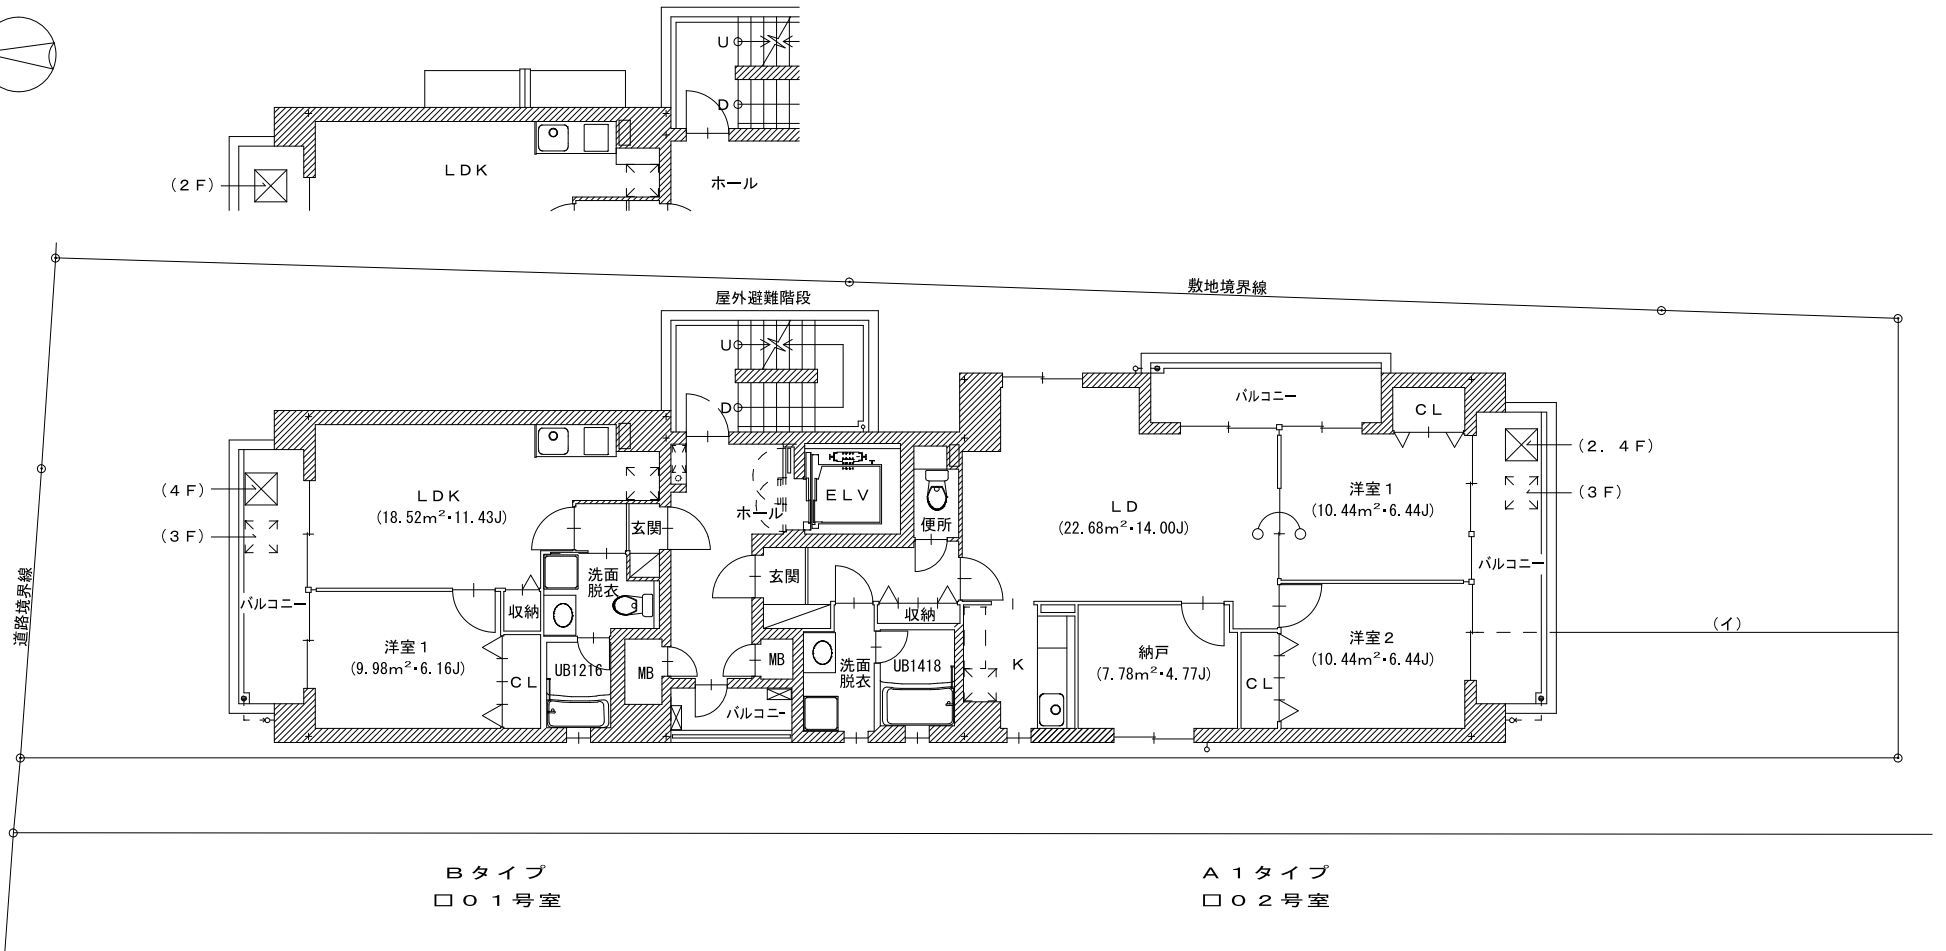 U
D
LDK
ホール
(2F)
屋外避難階段
敷地境界線
U
D
バルコニー
CL
(2. 4F)
(4F)
LDK
(18.52m²・11.43J)
ホール
ELV
便所
LD
(22.68m²・14.00J)
洋室1
(10.44m²・6.44J)
(3F)
(3F)
玄関
玄関
洗面
脱衣
バルコニー
収納
収納
バルコニー
道路境界線
洋室1
(9.98m²・6.16J)
CL
UB1216
MB
MB
洗面
脱衣
UB1418
K
納戸
(7.78m²・4.77J)
CL
洋室2
(10.44m²・6.44J)
(イ)
バルコニー
Bタイプ
□01号室
A1タイプ
□02号室